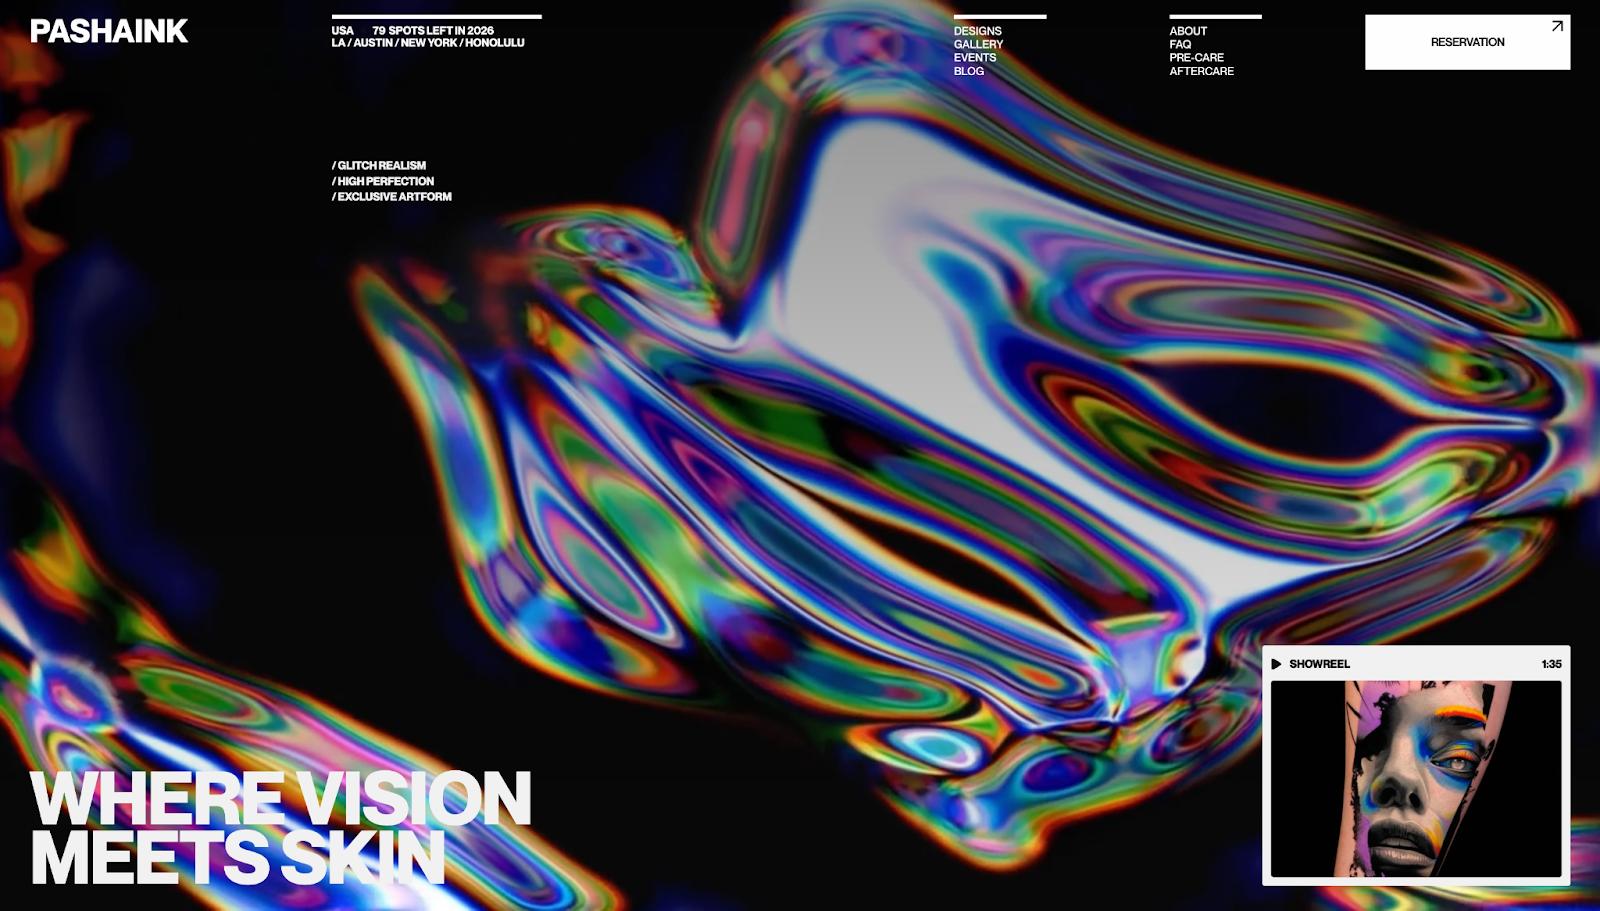 PASHAINK
USA 79 SPOTS LEFT IN 2026
LA / AUSTIN / NEW YORK / HONOLULU
DESIGNS
GALLERY
EVENTS
BLOG
ABOUT
FAQ
PRE-CARE
AFTERCARE
RESERVATION
/ GLITCH REALISM
/ HIGH PERFECTION
/ EXCLUSIVE ARTFORM
SHOWREEL 1:35
WHERE VISION
MEETS SKIN